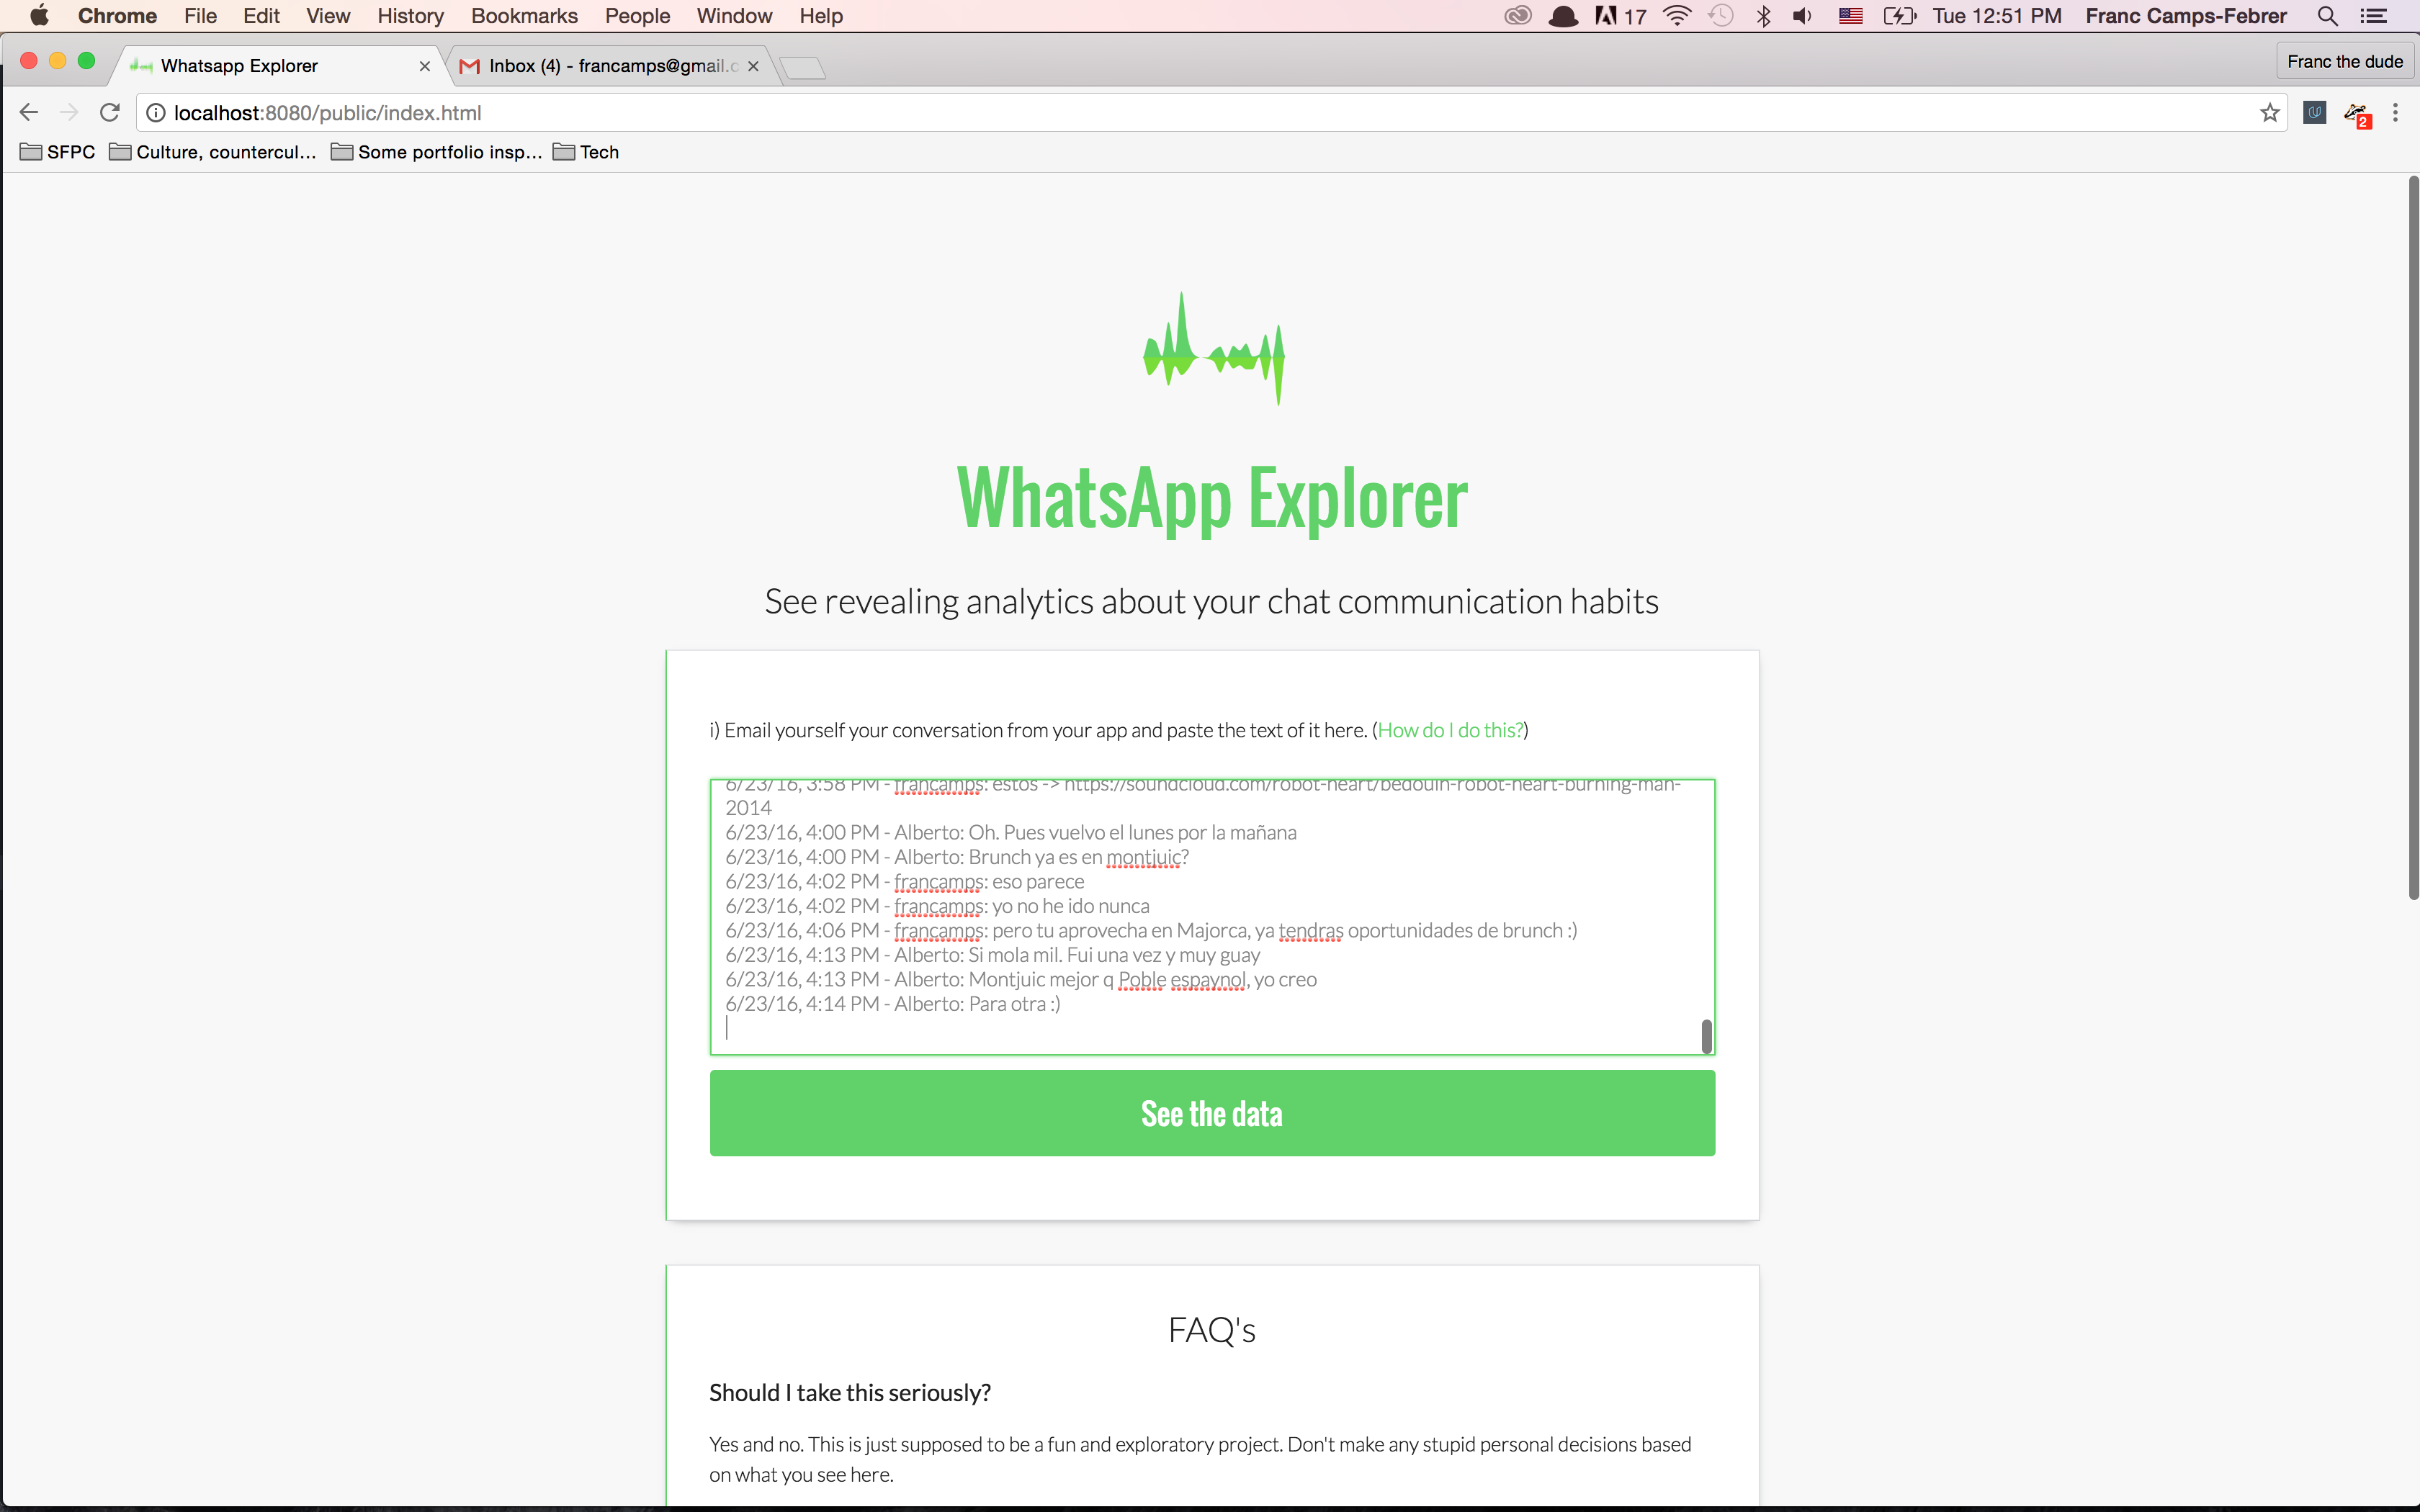 Chrome File Edit View History Bookmarks People Window Help 17 Tue 12:51 PM Franc Camps-Febrer
Whatsapp Explorer Inbox (4) - francamps@gmail.c Franc the dude
localhost:8080/public/index.html 2
SFPC Culture, countercul... Some portfolio insp... Tech
WhatsApp Explorer
See revealing analytics about your chat communication habits
i) Email yourself your conversation from your app and paste the text of it here. (How do I do this?)
6/23/16, 3:58 PM - francamps: estos -> https://soundcloud.com/robot-heart/bedouin-robot-heart-burning-man-
2014
6/23/16, 4:00 PM - Alberto: Oh. Pues vuelvo el lunes por la mañana
6/23/16, 4:00 PM - Alberto: Brunch ya es en montjuic?
6/23/16, 4:02 PM - francamps: eso parece
6/23/16, 4:02 PM - francamps: yo no he ido nunca
6/23/16, 4:06 PM - francamps: pero tu aprovecha en Majorca, ya tendras oportunidades de brunch :)
6/23/16, 4:13 PM - Alberto: Si mola mil. Fui una vez y muy guay
6/23/16, 4:13 PM - Alberto: Montjuic mejor q Poble espaynol, yo creo
6/23/16, 4:14 PM - Alberto: Para otra :)
See the data
FAQ's
Should I take this seriously?
Yes and no. This is just supposed to be a fun and exploratory project. Don't make any stupid personal decisions based
on what you see here.